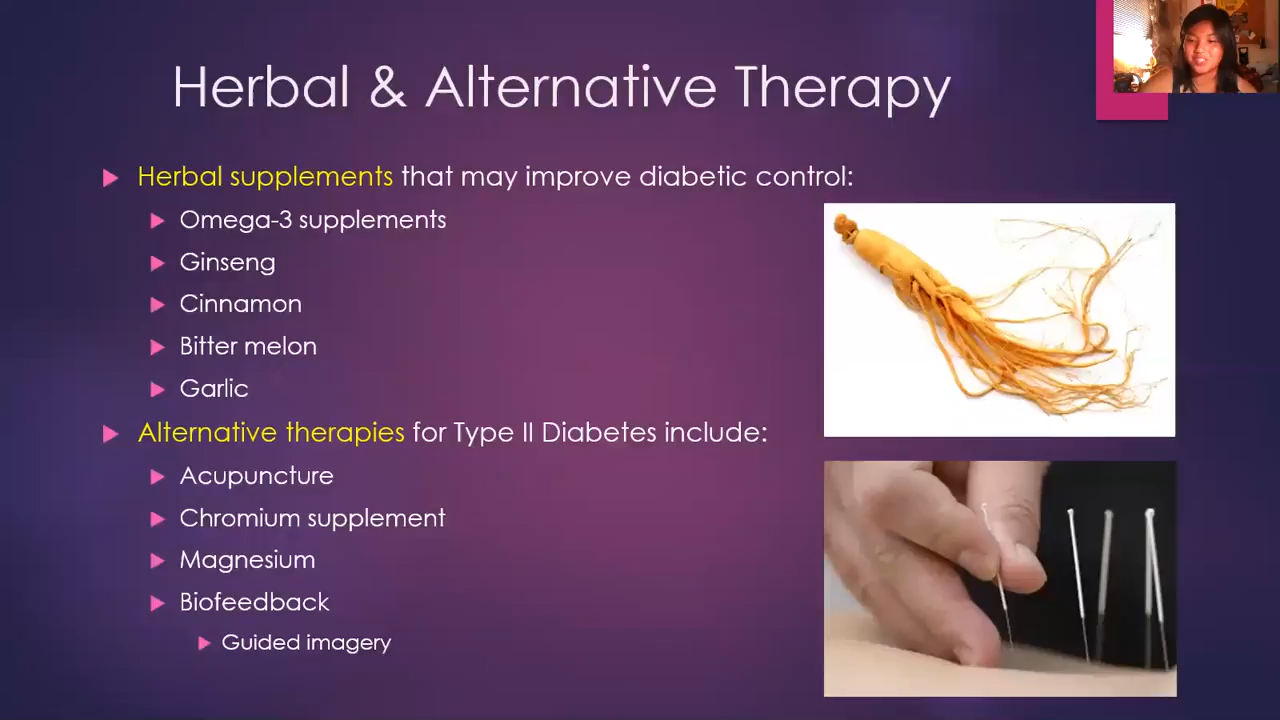 Herbal & Alternative Therapy
Herbal supplements that may improve diabetic control:
Omega-3 supplements
Ginseng
Cinnamon
Bitter melon
Garlic
Alternative therapies for Type II Diabetes include:
Acupuncture
Chromium supplement
Magnesium
Biofeedback
Guided imagery